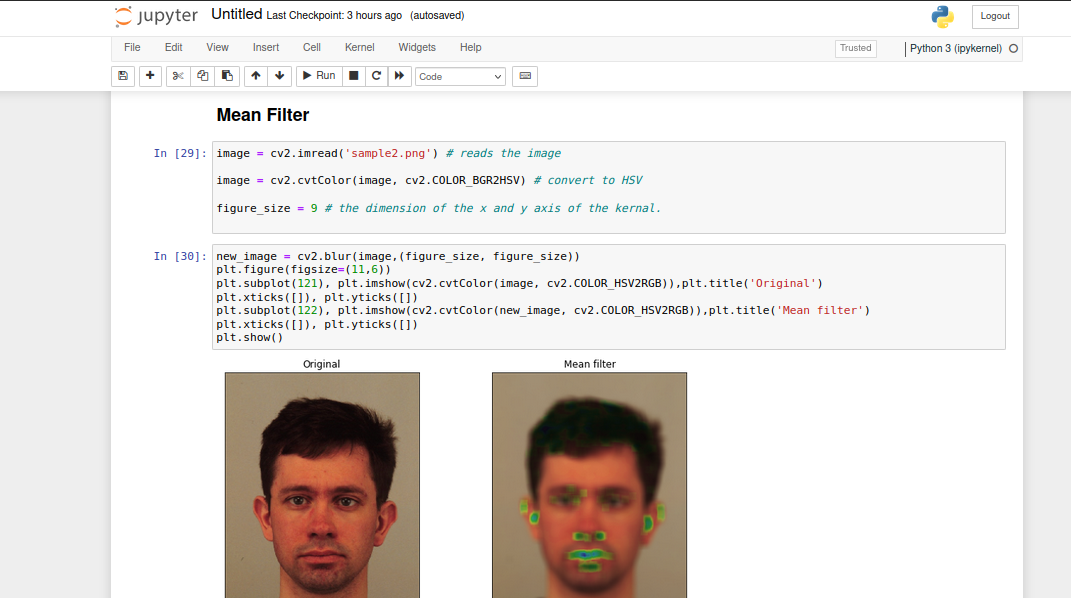 jupyter Untitled Last Checkpoint: 3 hours ago (autosaved)
Logout
File Edit View Insert Cell Kernel Widgets Help
Trusted
Python 3 (ipykernel)
Run
Code
Mean Filter
In [29]:
image = cv2.imread('sample2.png') # reads the image
image = cv2.cvtColor(image, cv2.COLOR_BGR2HSV) # convert to HSV
figure_size = 9 # the dimension of the x and y axis of the kernal.
In [30]:
new_image = cv2.blur(image,(figure_size, figure_size))
plt.figure(figsize=(11,6))
plt.subplot(121), plt.imshow(cv2.cvtColor(image, cv2.COLOR_HSV2RGB)),plt.title('Original')
plt.xticks([]), plt.yticks([])
plt.subplot(122), plt.imshow(cv2.cvtColor(new_image, cv2.COLOR_HSV2RGB)),plt.title('Mean filter')
plt.xticks([]), plt.yticks([])
plt.show()
Original
Mean filter